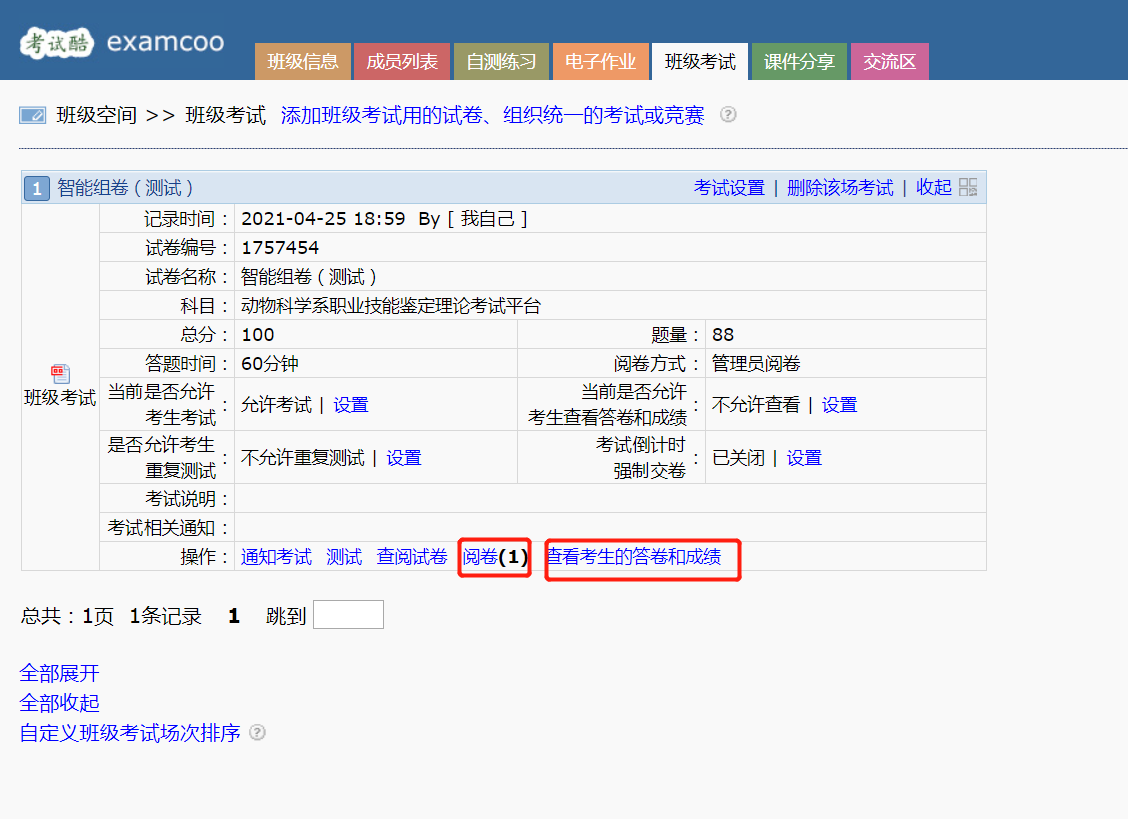 考试酷 examcoo
班级信息 成员列表 自测练习 电子作业 班级考试 课件分享 交流区
班级空间 >> 班级考试 添加班级考试用的试卷、组织统一的考试或竞赛 ?
1 智能组卷 ( 测试 ) 考试设置 | 删除该场考试 | 收起
班级考试
记录时间： 2021-04-25 18:59 By [ 我自己 ]
试卷编号： 1757454
试卷名称： 智能组卷 ( 测试 )
科目： 动物科学系职业技能鉴定理论考试平台
总分： 100 题量： 88
答题时间： 60分钟 阅卷方式： 管理员阅卷
当前是否允许
考生考试 ： 允许考试 | 设置
当前是否允许
考生查看答卷和成绩 ： 不允许查看 | 设置
是否允许考生
重复测试 ： 不允许重复测试 | 设置
考试倒计时
强制交卷 ： 已关闭 | 设置
考试说明：
考试相关通知：
操作： 通知考试 测试 查阅试卷 阅卷(1) 查看考生的答卷和成绩
总共：1页 1条记录 1 跳到
全部展开
全部收起
自定义班级考试场次排序 ?